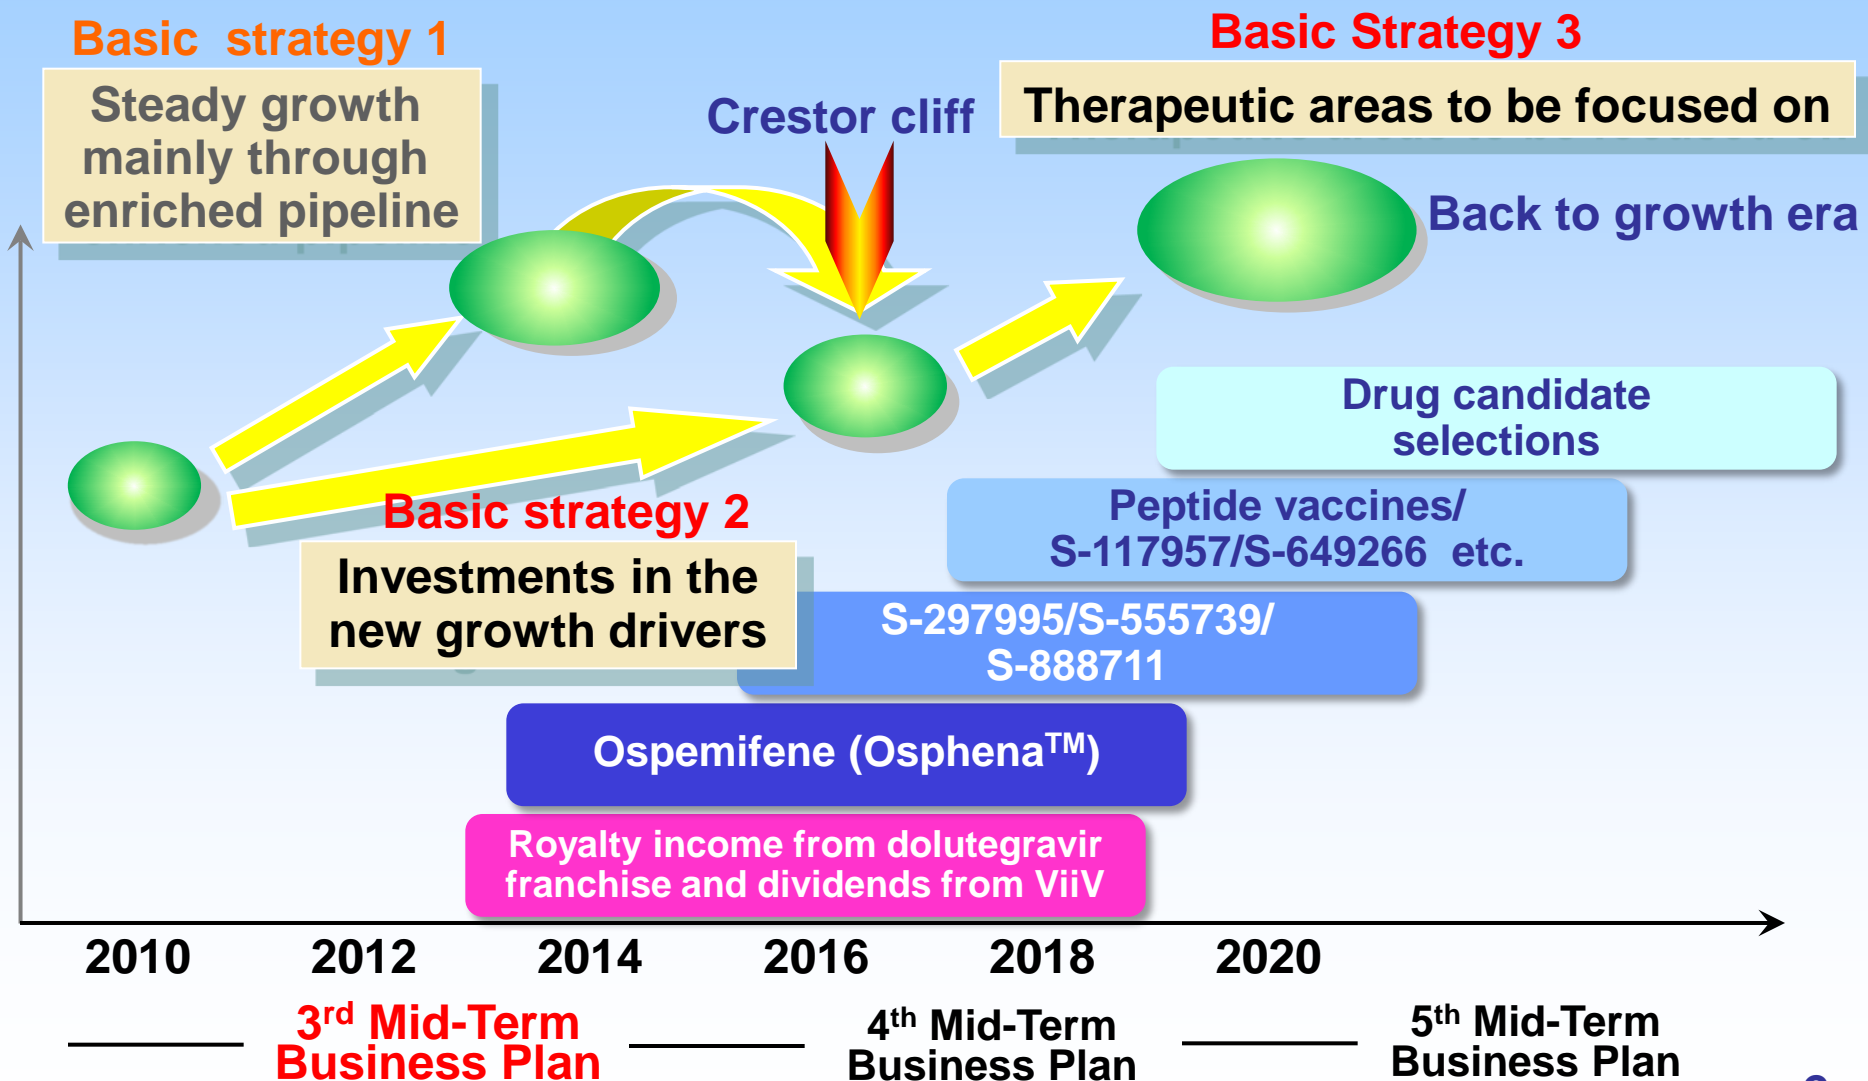 Basic strategy 1
Steady growth
mainly through
enriched pipeline
Crestor cliff
Basic Strategy 3
Therapeutic areas to be focused on
Back to growth era
Basic strategy 2
Investments in the
new growth drivers
Drug candidate
selections
Peptide vaccines/
S-117957/S-649266 etc.
S-297995/S-555739/
S-888711
Ospemifene (Osphena™)
Royalty income from dolutegravir
franchise and dividends from ViiV
2010 2012 2014 2016 2018 2020
3rd Mid-Term
Business Plan
4th Mid-Term
Business Plan
5th Mid-Term
Business Plan